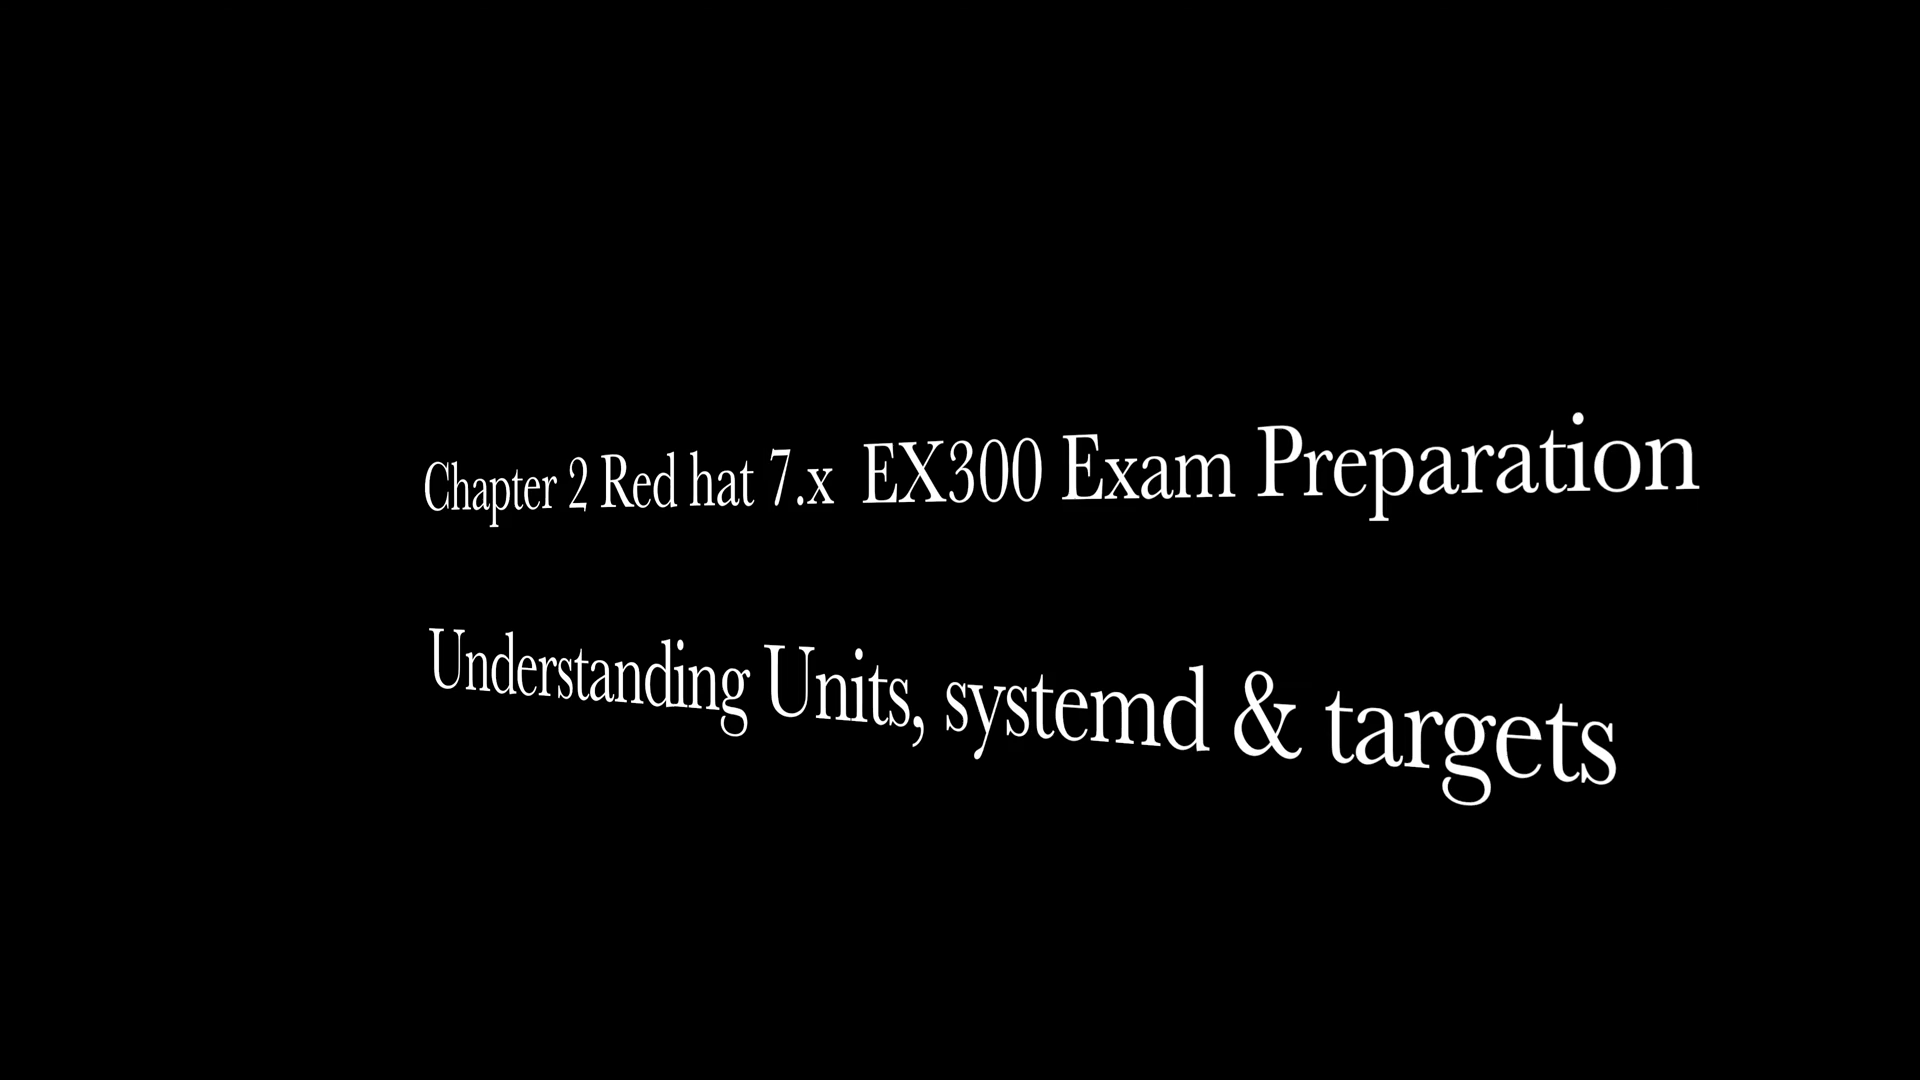 Chapter 2 Red hat 7.x  EX300 Exam Preparation
Understanding Units, systemd & targets